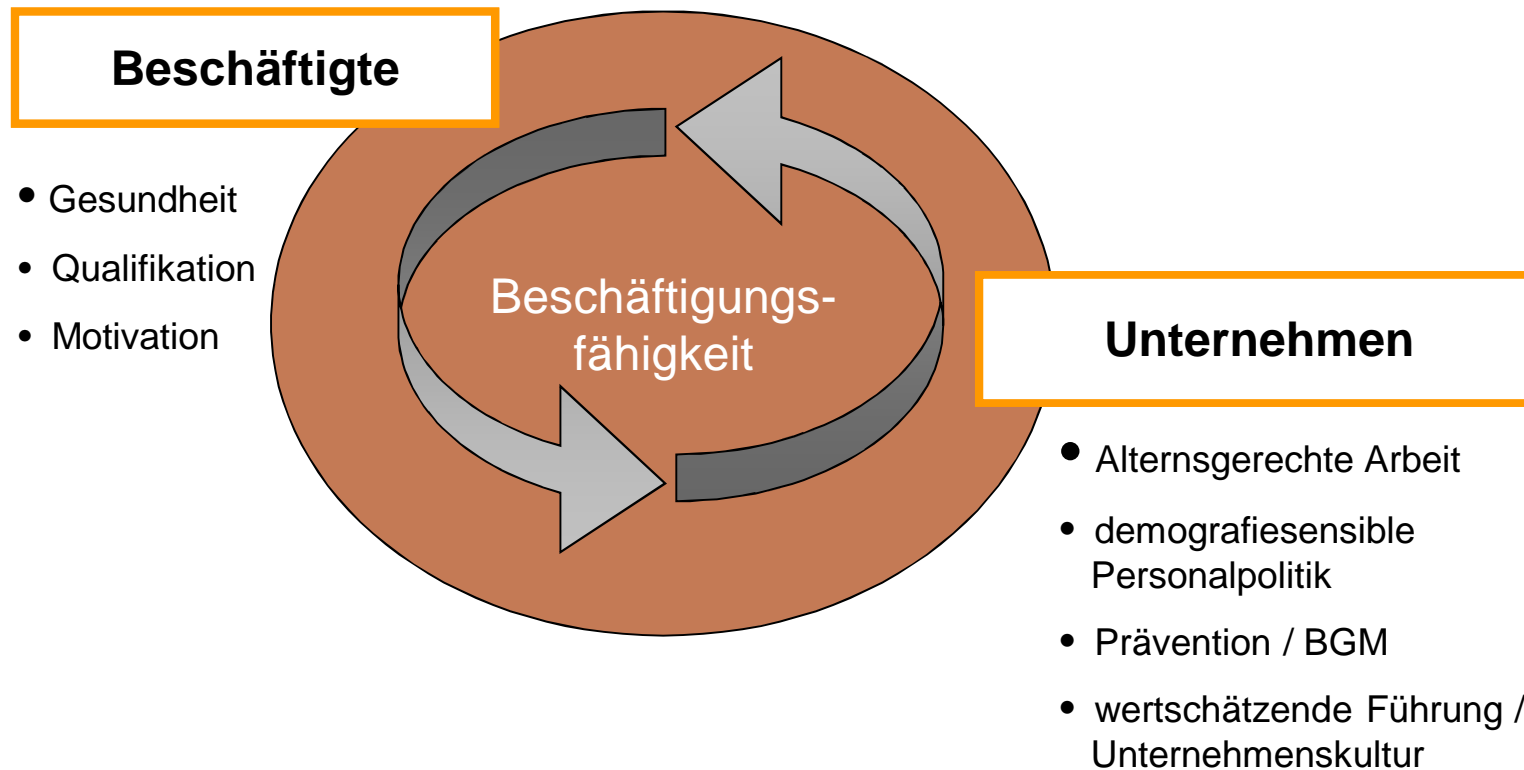 Beschäftigte
• Gesundheit
• Qualifikation
• Motivation
Beschäftigungs-
fähigkeit
Unternehmen
• Alternsgerechte Arbeit
• demografiesensible
Personalpolitik
• Prävention / BGM
• wertschätzende Führung /
Unternehmenskultur